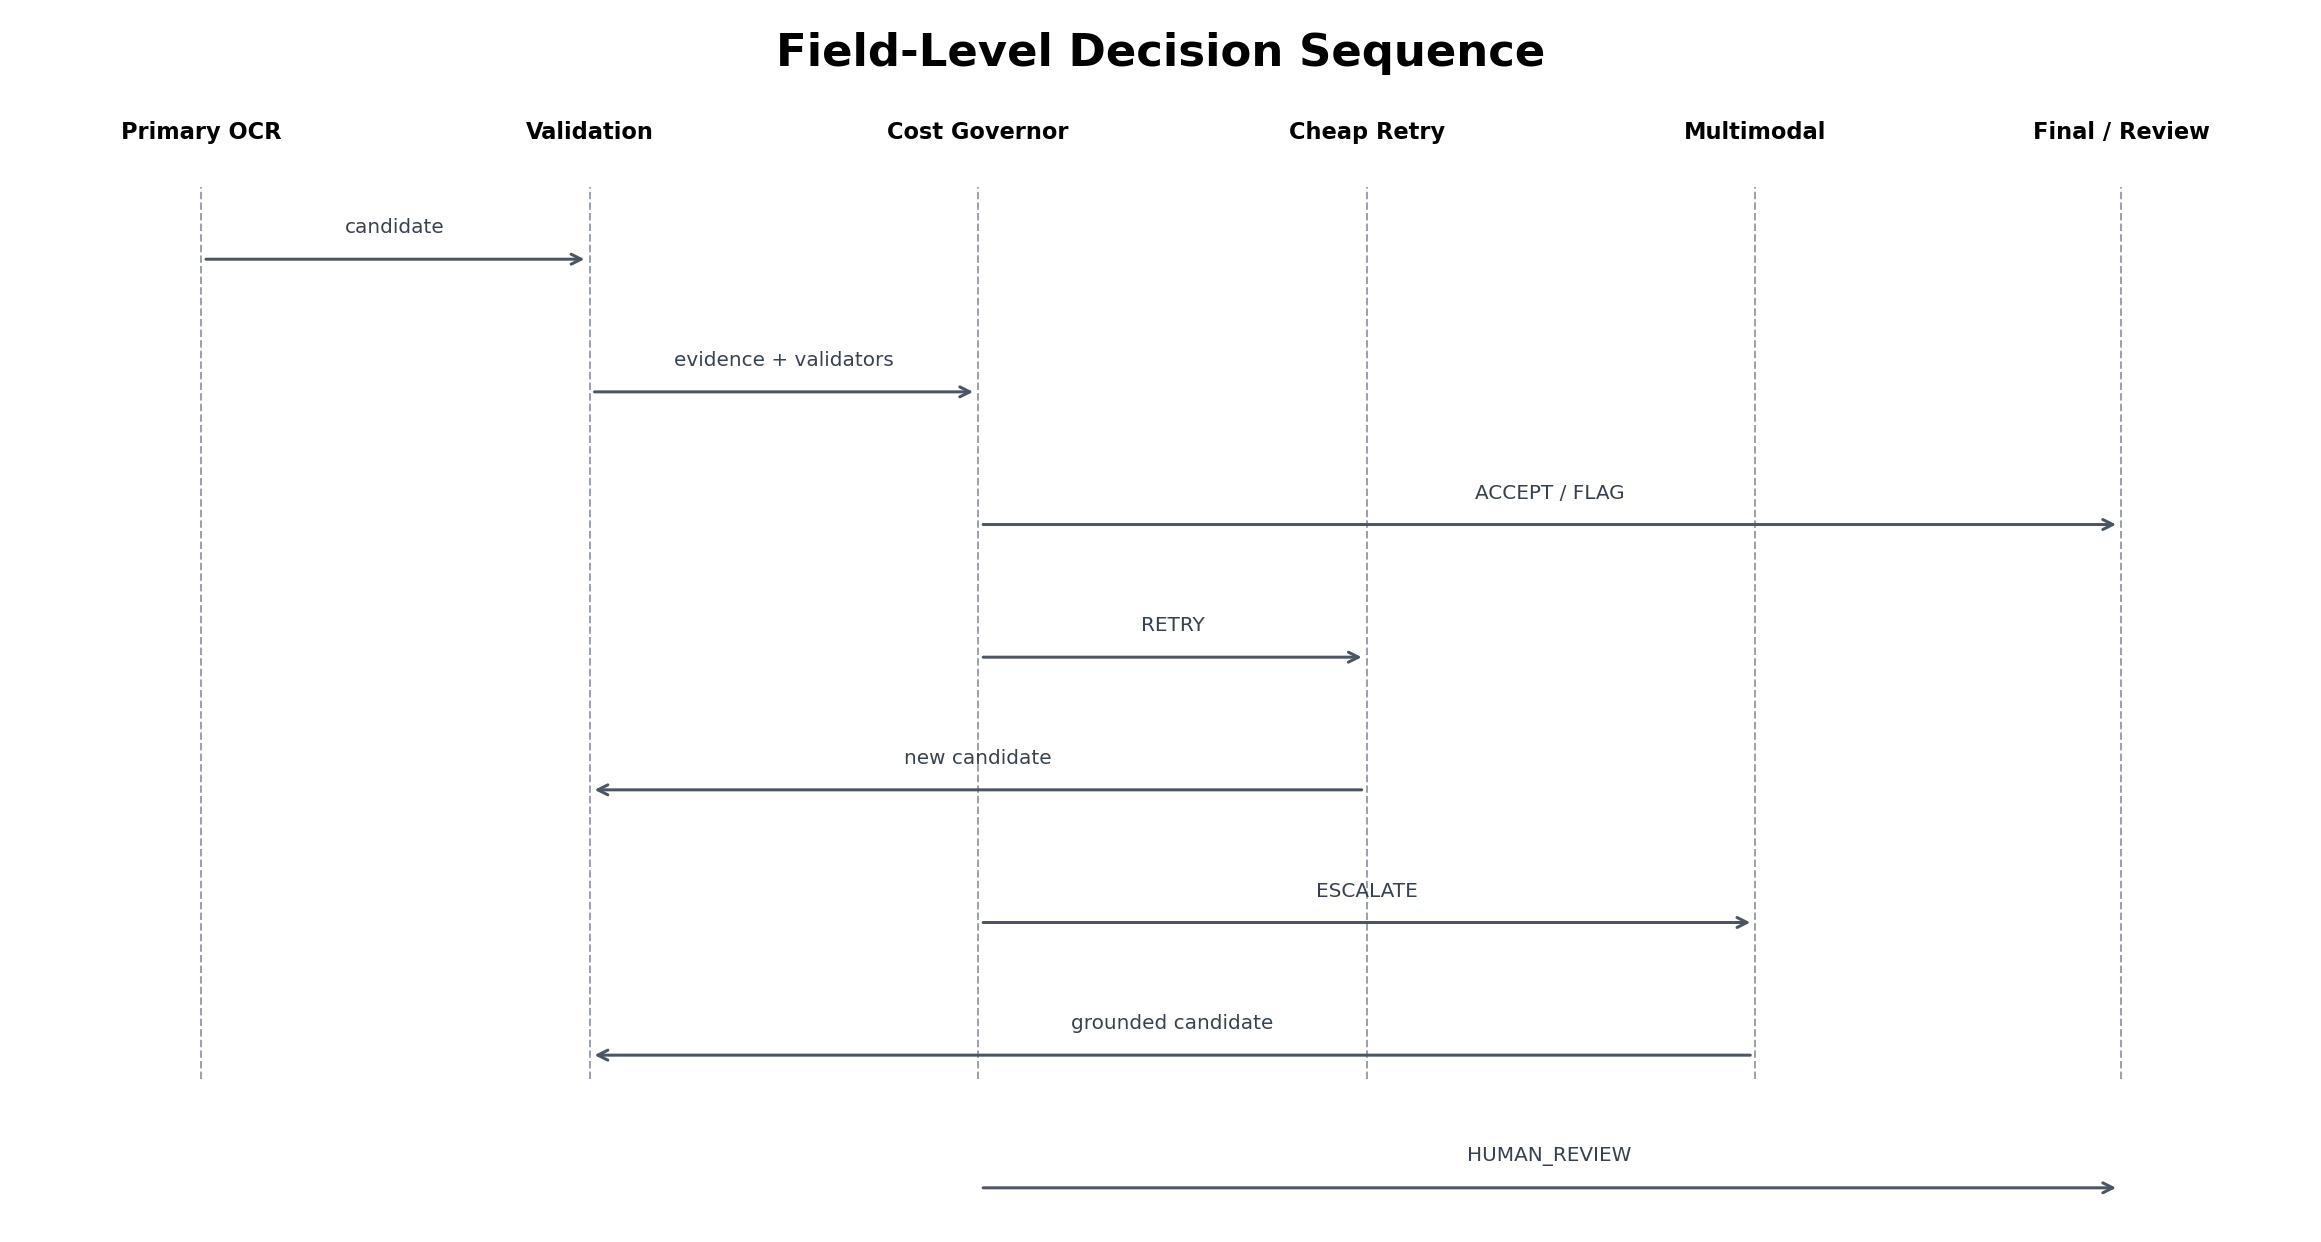 Field-Level Decision Sequence
Primary OCR Validation Cost Governor Cheap Retry Multimodal Final / Review
candidate
evidence + validators
ACCEPT / FLAG
RETRY
new candidate
ESCALATE
grounded candidate
HUMAN_REVIEW